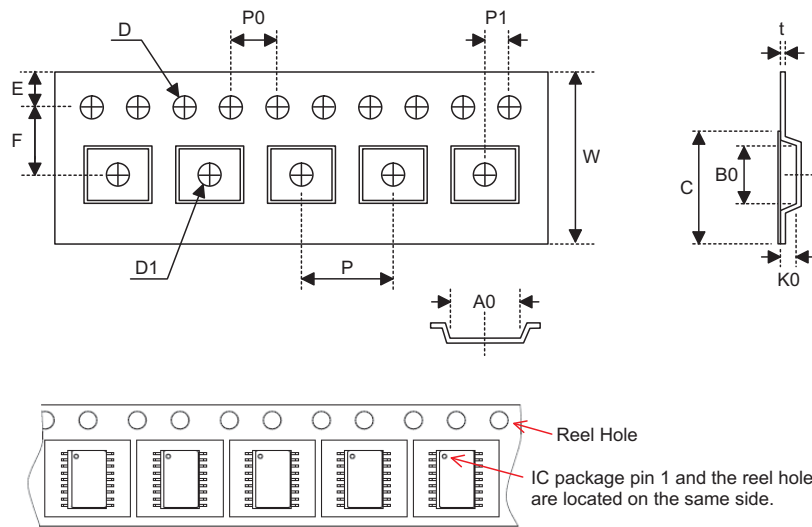 D
P0
P1
t
E
F
W
C
B0
D1
P
K0
A0
Reel Hole
IC package pin 1 and the reel holes
are located on the same side.